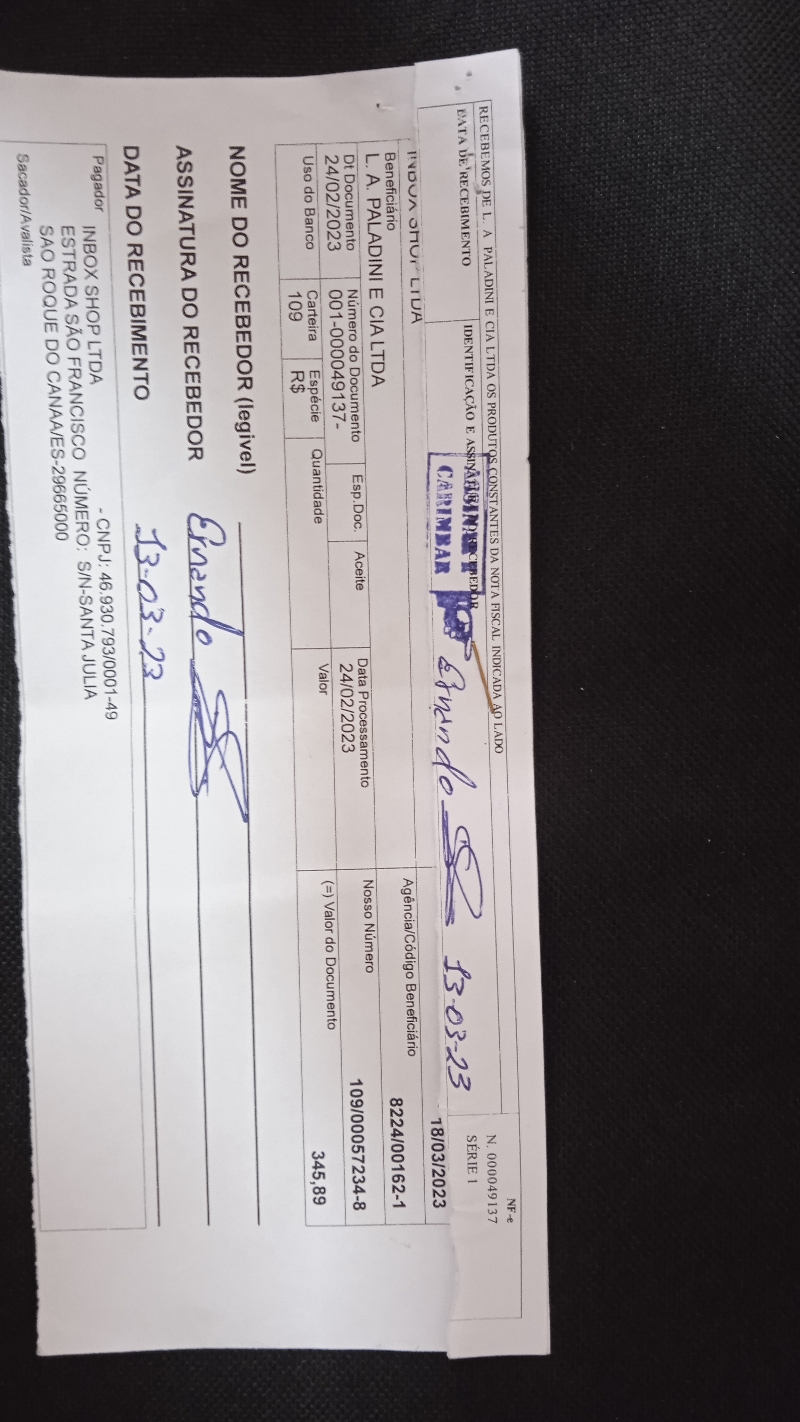 RECEBEMOS DE L. A PALADINI E CIA LTDA OS PRODUTOS CONSTANTES DA NOTA FISCAL INDICADA AO LADO
NF-e
N. 000049137
SÉRIE 1
DATA DE RECEBIMENTO
IDENTIFICAÇÃO E ASSINATURA DO RECEBEDOR
CARIMBAR
Ernando
13-03-23
INBOX SHOP LTDA
18/03/2023
Beneficiário
L. A. PALADINI E CIA LTDA
Agência/Código Beneficiário
8224/00162-1
Dt Documento
24/02/2023
Número do Documento
001-000049137-
Esp.Doc.
Aceite
Data Processamento
24/02/2023
Nosso Número
109/00057234-8
Uso do Banco
Carteira
109
Espécie
R$
Quantidade
Valor
(=) Valor do Documento
345,89
NOME DO RECEBEDOR (legivel)
ASSINATURA DO RECEBEDOR
Ernando
DATA DO RECEBIMENTO
13-03-23
Pagador
INBOX SHOP LTDA - CNPJ: 46.930.793/0001-49
ESTRADA SÃO FRANCISCO NÚMERO: S/N-SANTA JULIA
SAO ROQUE DO CANAA/ES-29665000
Sacador/Avalista